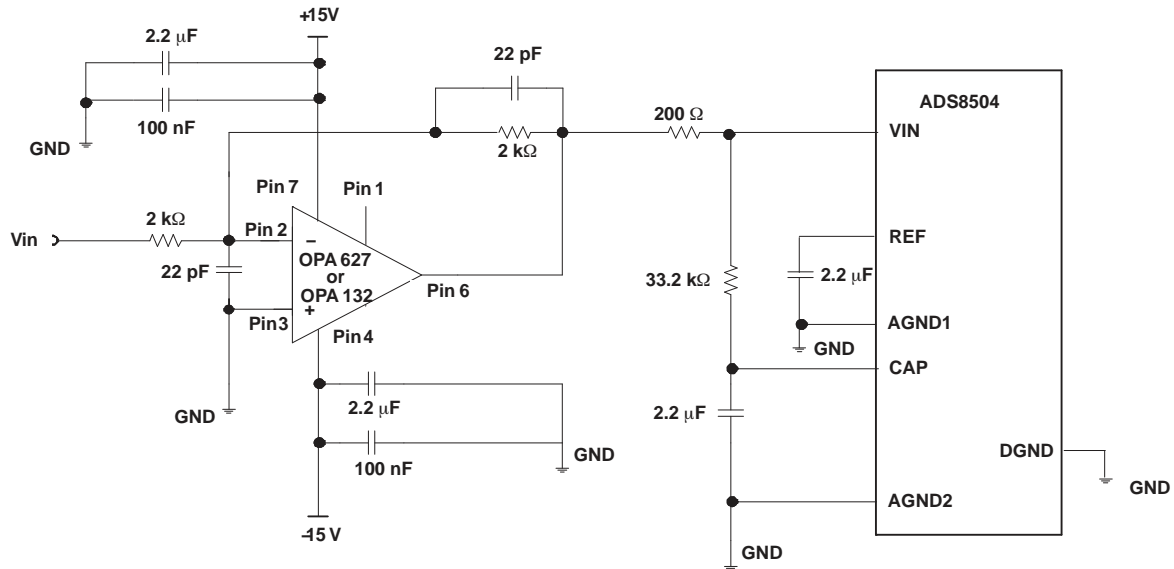 +15V
2.2 μF
22 pF
100 nF
GND
ADS8504
200 Ω
VIN
2 kΩ
Pin 7
Pin 1
2 kΩ
Vin
Pin 2
−
OPA 627
or
OPA 132
22 pF
Pin 6
Pin3
+
Pin4
REF
33.2 kΩ
2.2 μF
AGND1
GND
CAP
GND
2.2 μF
2.2 μF
100 nF
GND
DGND
GND
AGND2
-15 V
GND